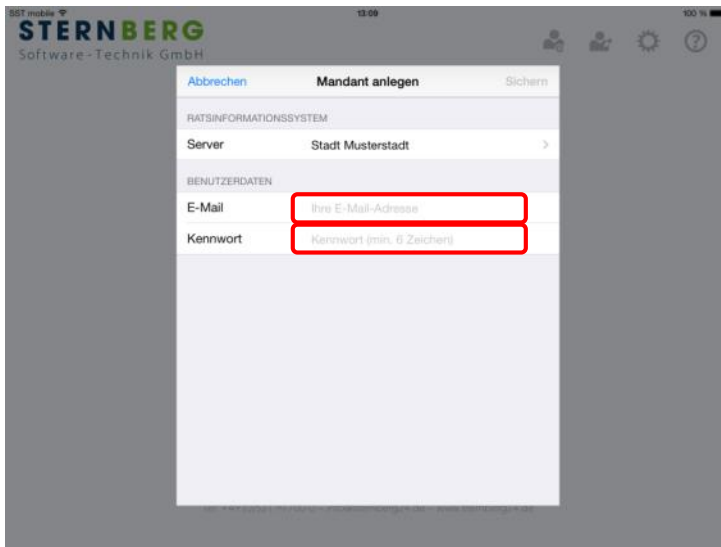 SST mobile 13:09 100 %
STERNBERG
Software-Technik GmbH
Abbrechen Mandant anlegen Sichern
RATSINFORMATIONSSYSTEM
Server Stadt Musterstadt
BENUTZERDATEN
E-Mail Ihre E-Mail-Adresse
Kennwort Kennwort (min. 6 Zeichen)